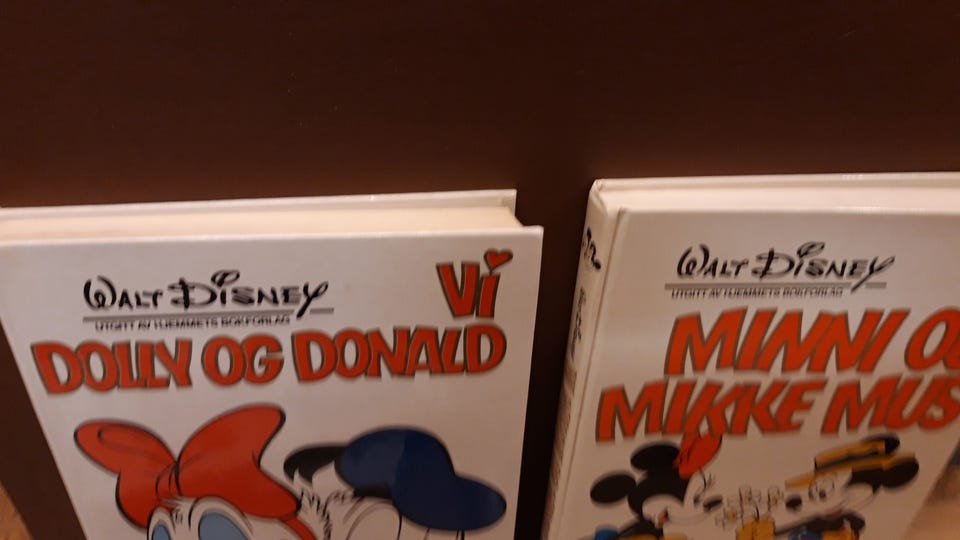 WALT DISNEY
UTGITT AV HJEMMETS BOKFORLAG
Vi
DOLLY OG DONALD
WALT DISNEY
UTGITT AV HJEMMETS BOKFORLAG
MINNI
MIKKE MUS